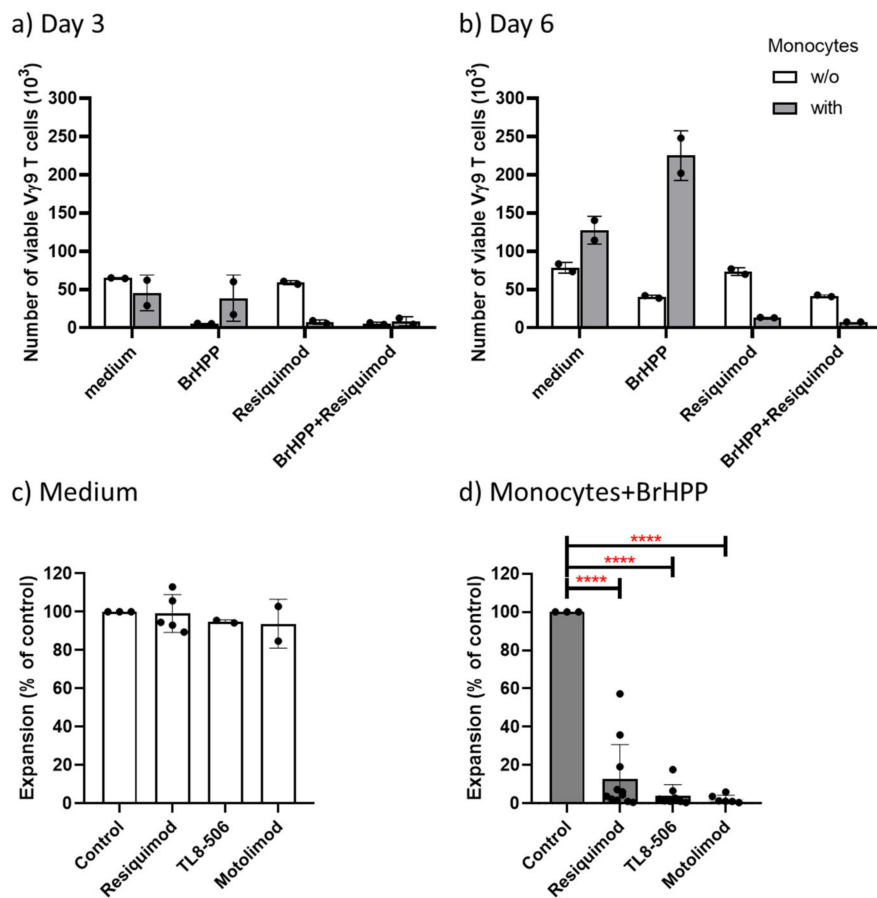 a) Day 3
Number of viable Vγ9 T cells (10³)
300
250
200
150
100
50
0
medium
BrHPP
Resiquimod
BrHPP+Resiquimod
b) Day 6
Monocytes
w/o
with
Number of viable Vγ9 T cells (10³)
300
250
200
150
100
50
0
medium
BrHPP
Resiquimod
BrHPP+Resiquimod
c) Medium
Expansion (% of control)
120
100
80
60
40
20
0
Control
Resiquimod
TL8-506
Motolimod
d) Monocytes+BrHPP
****
****
****
Expansion (% of control)
120
100
80
60
40
20
0
Control
Resiquimod
TL8-506
Motolimod